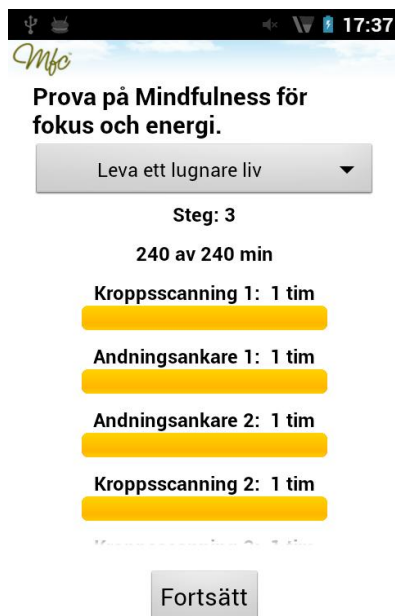 17:37
Mfc
Prova på Mindfulness för
fokus och energi.
Leva ett lugnare liv
Steg: 3
240 av 240 min
Kroppsscanning 1: 1 tim
Andningsankare 1: 1 tim
Andningsankare 2: 1 tim
Kroppsscanning 2: 1 tim
Fortsätt